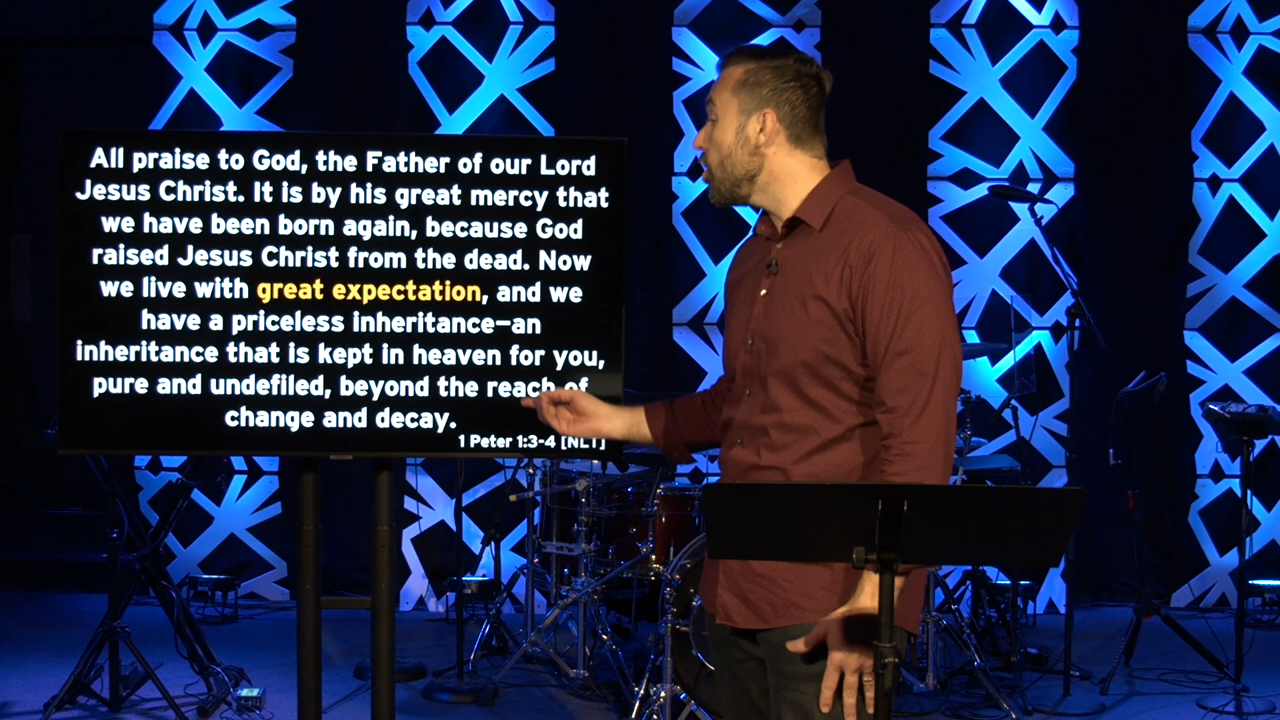 All praise to God, the Father of our Lord
Jesus Christ. It is by his great mercy that
we have been born again, because God
raised Jesus Christ from the dead. Now
we live with great expectation, and we
have a priceless inheritance—an
inheritance that is kept in heaven for you,
pure and undefiled, beyond the reach of
change and decay.
1 Peter 1:3-4 [NLT]